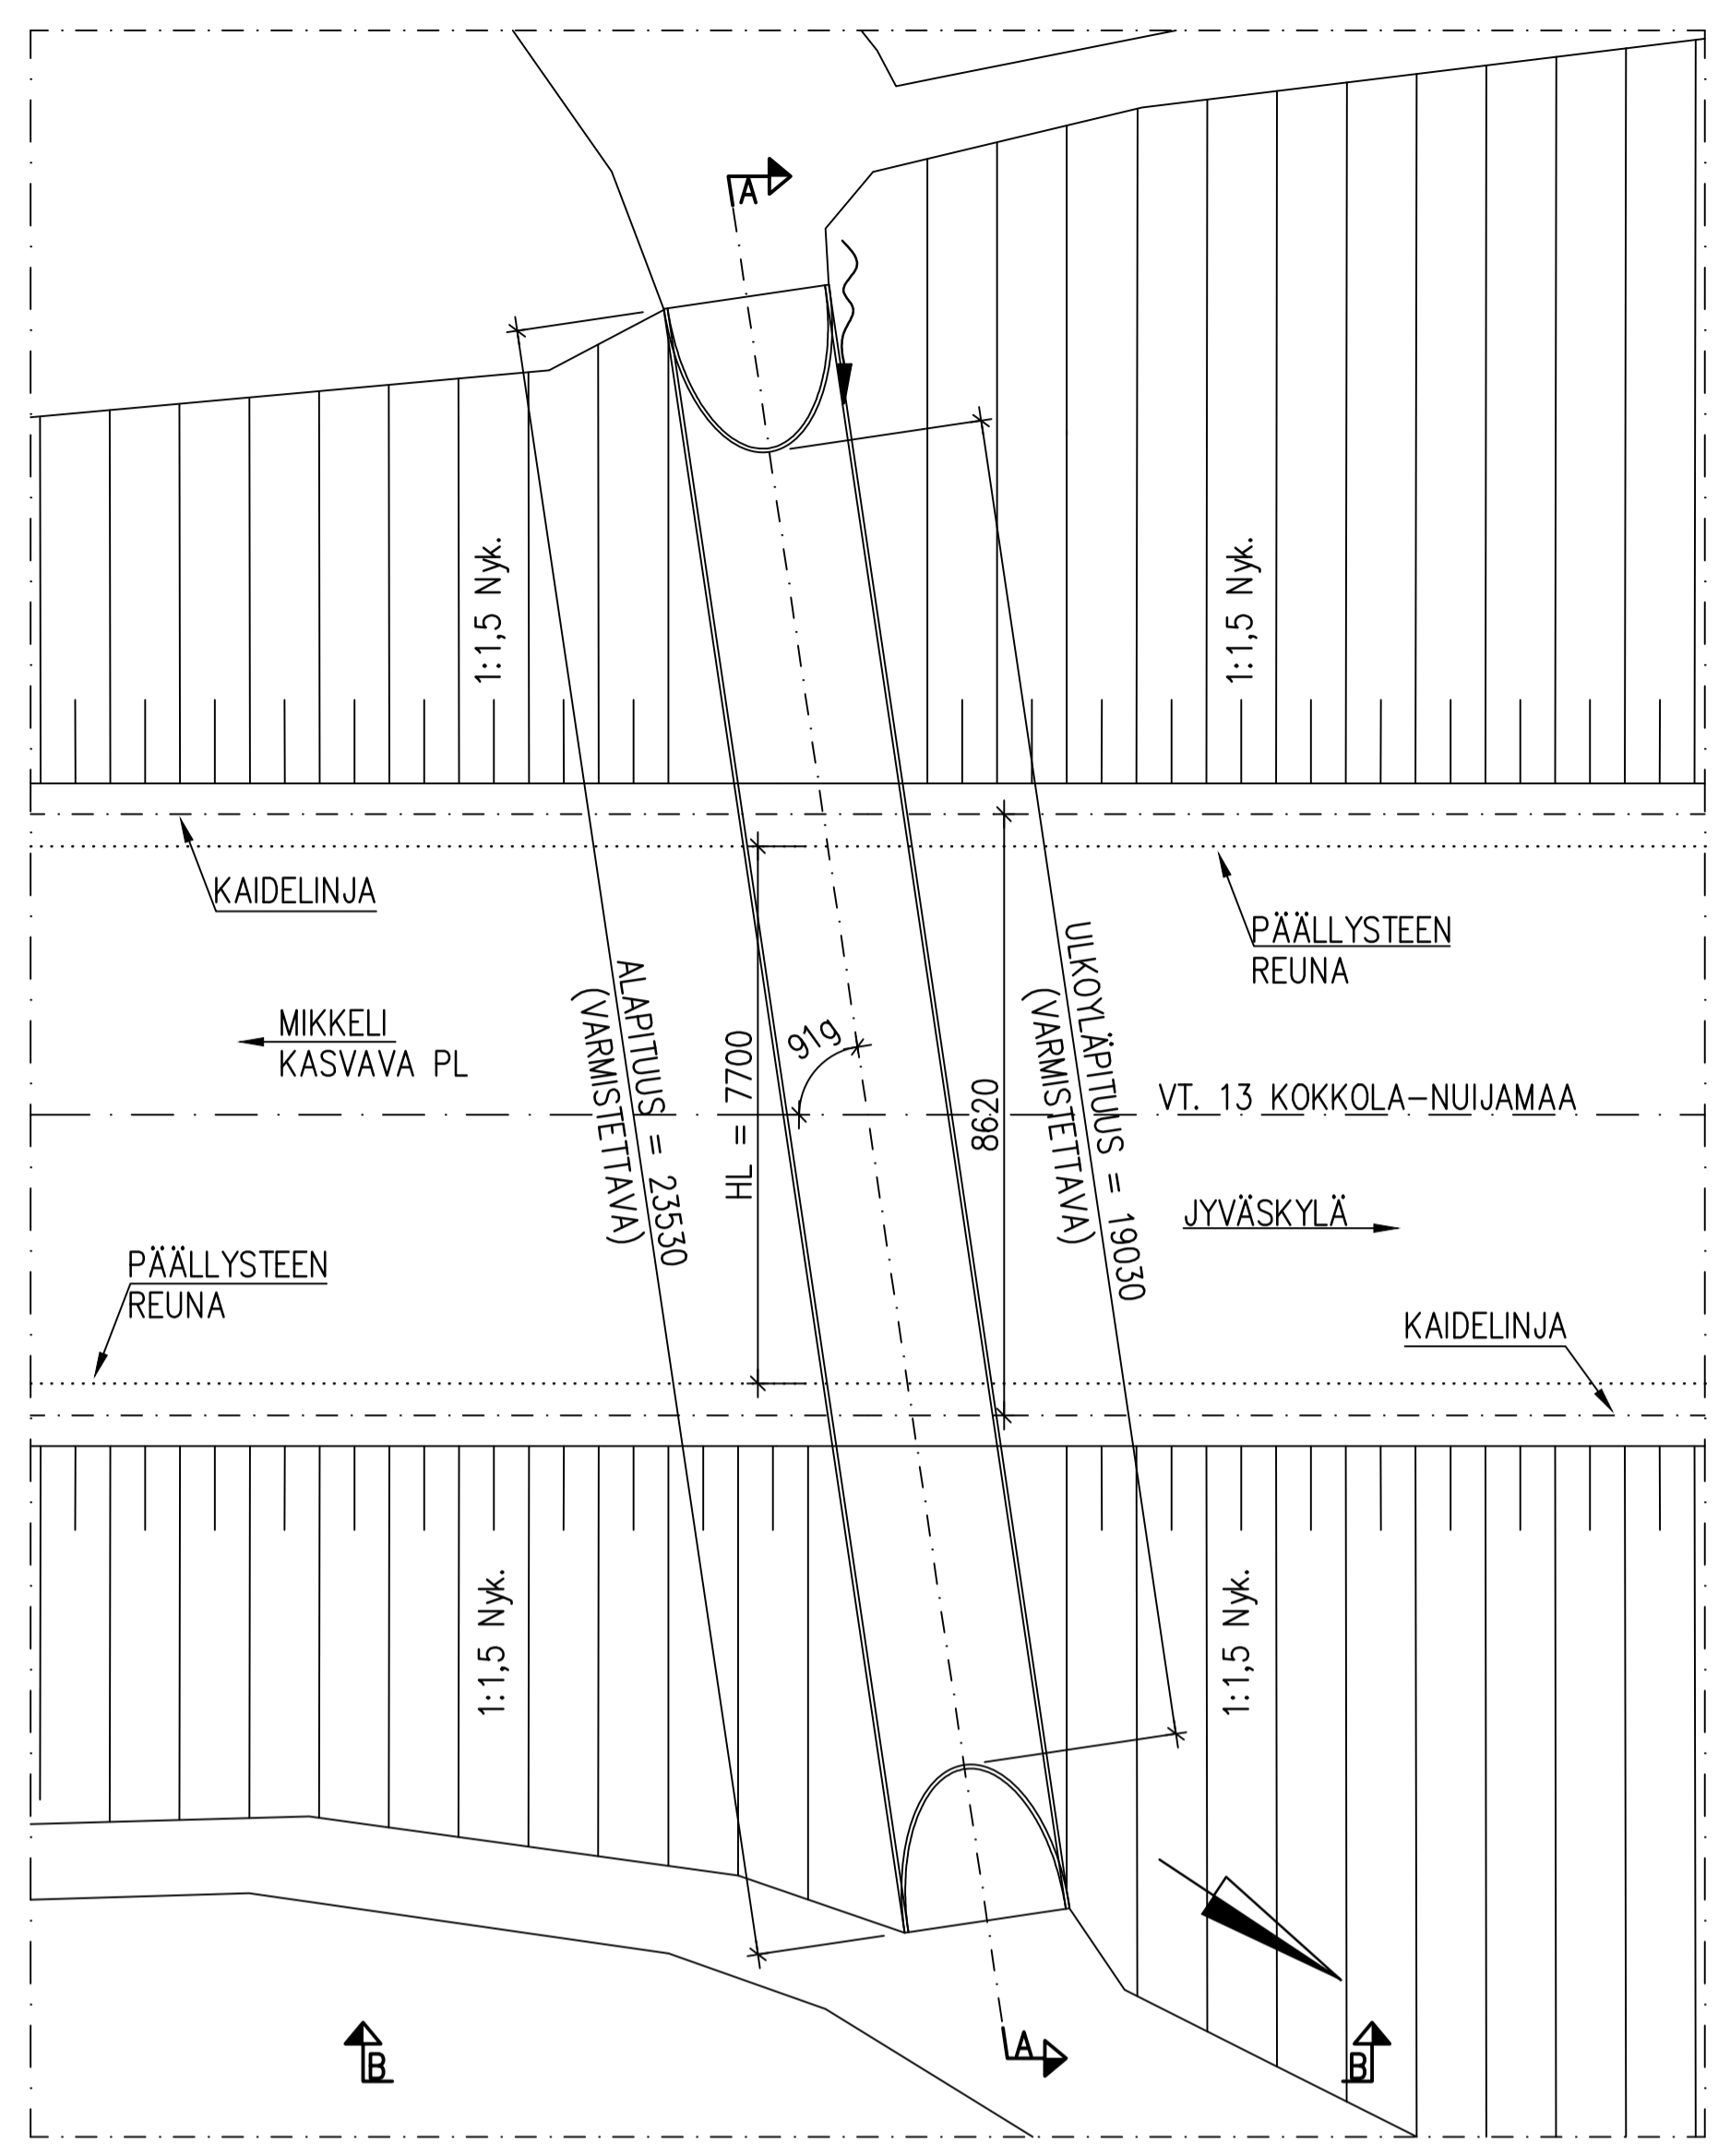 A
1:1,5 Nyk.
1:1,5 Nyk.
KAIDELINJA
PÄÄLLYSTEEN
REUNA
MIKKELI
KASVAVA PL
ALAPITUUS = 23530
(VARMISTETTAVA)
HL = 7700
91g
8620
ULKOYLÄPITUUS = 19030
(VARMISTETTAVA)
VT. 13 KOKKOLA-NUIJAMAA
JYVÄSKYLÄ
PÄÄLLYSTEEN
REUNA
KAIDELINJA
1:1,5 Nyk.
1:1,5 Nyk.
A
B
B